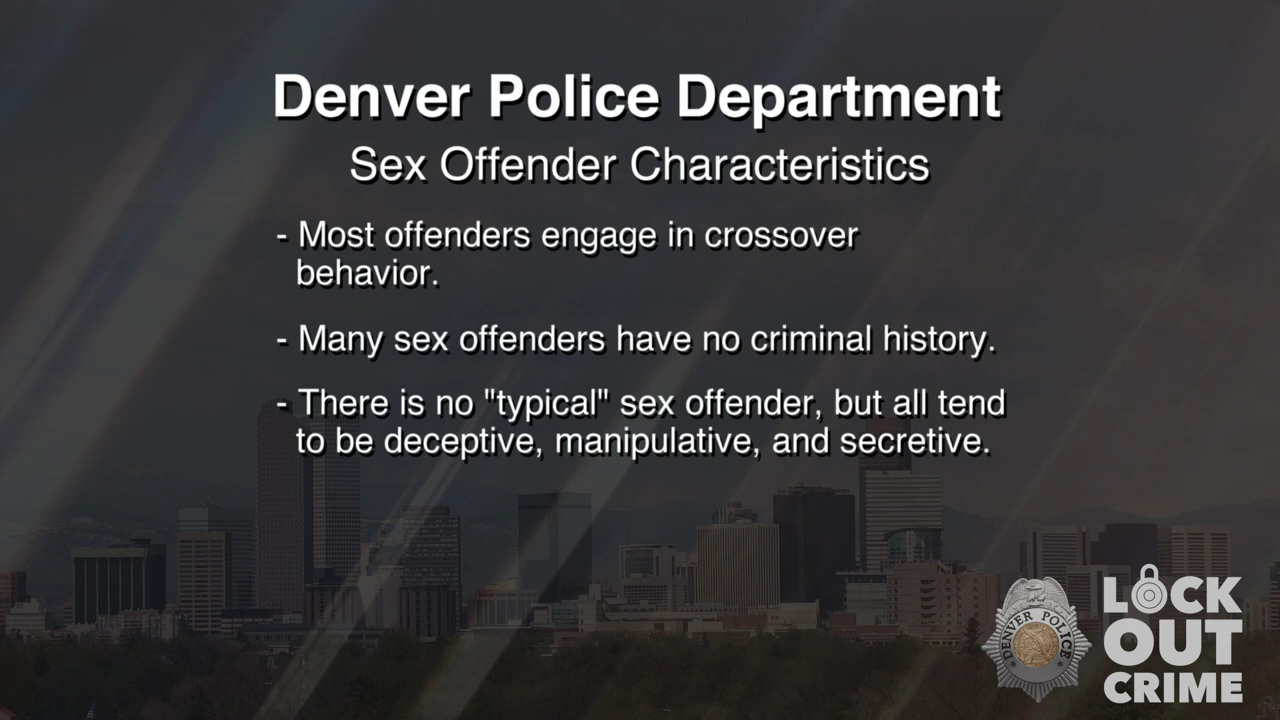 Denver Police Department
Sex Offender Characteristics
- Most offenders engage in crossover
behavior.
- Many sex offenders have no criminal history.
- There is no "typical" sex offender, but all tend
to be deceptive, manipulative, and secretive.
DENVER POLICE
LOCK
OUT
CRIME